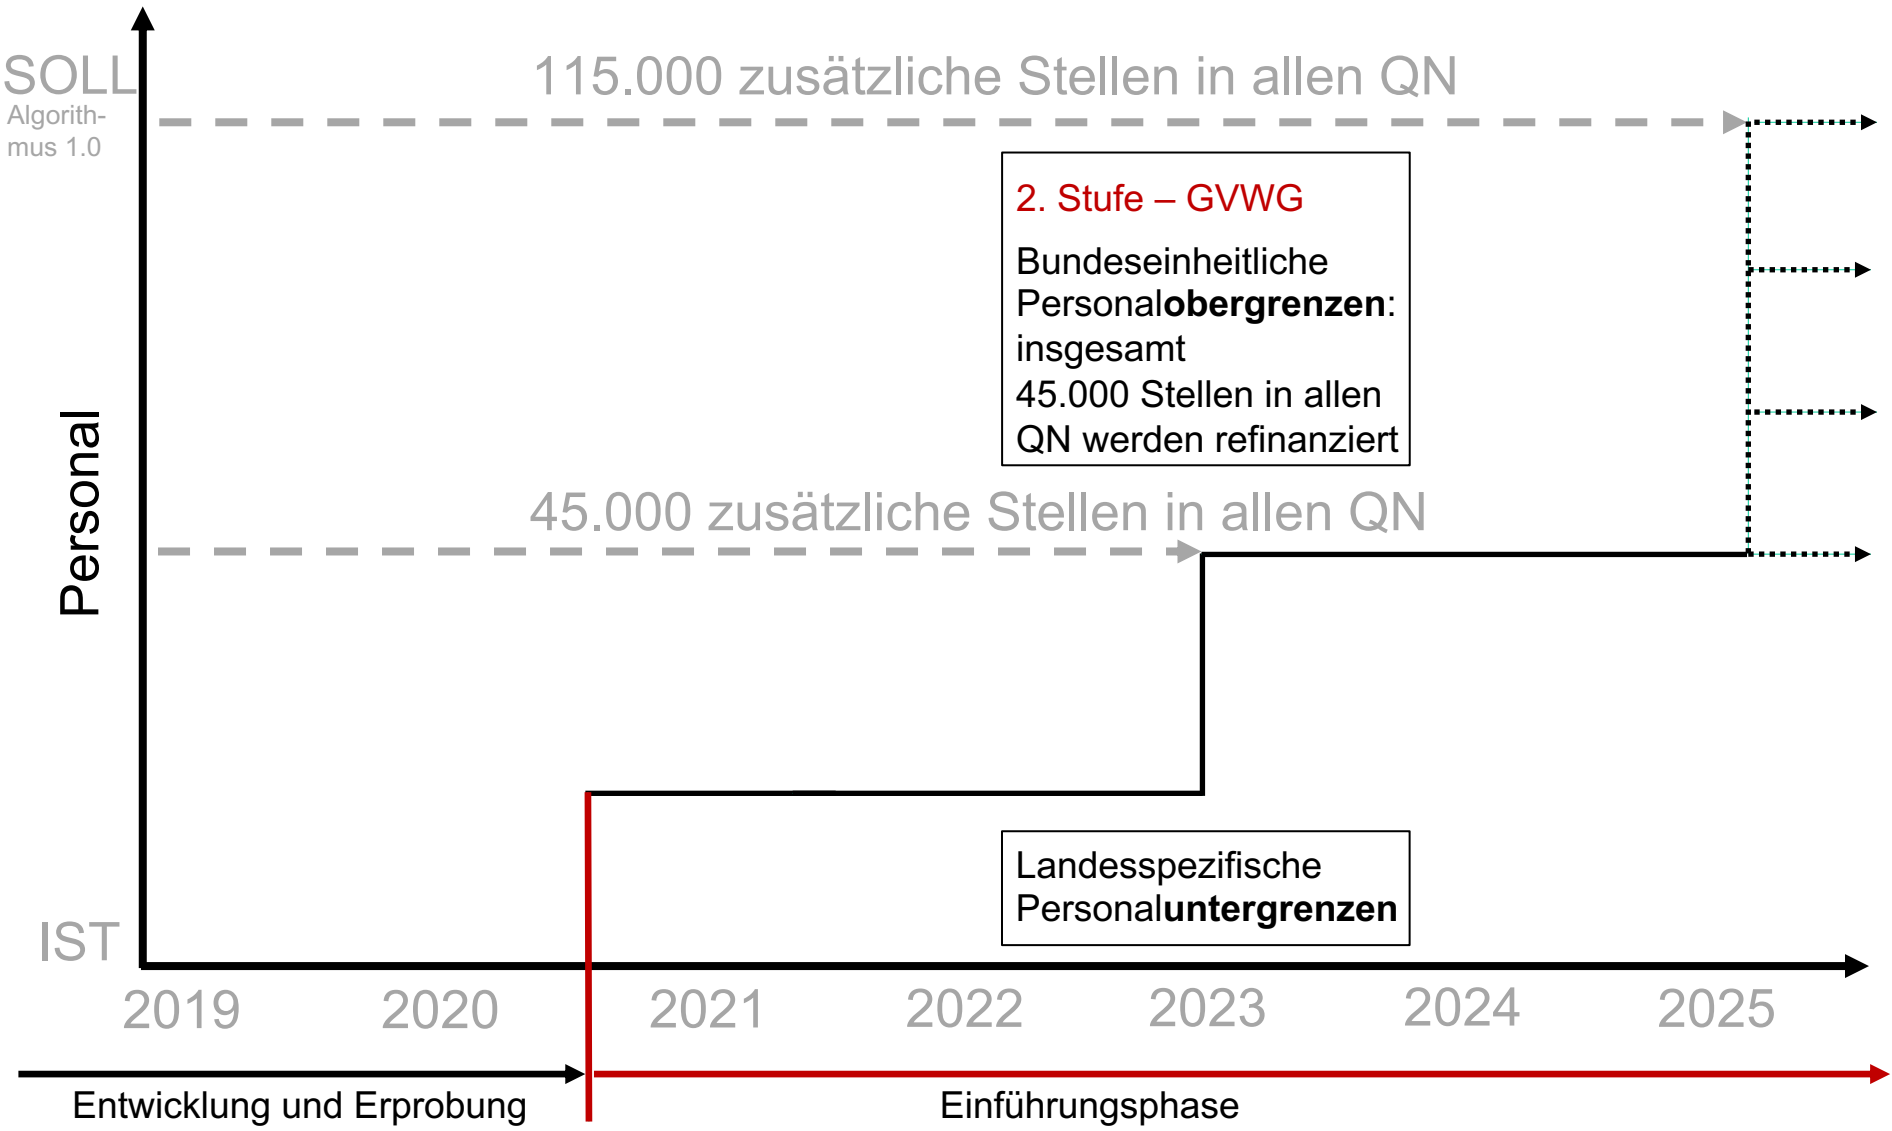 SOLL
Algorith-
mus 1.0
115.000 zusätzliche Stellen in allen QN
2. Stufe – GVWG
Bundeseinheitliche
Personalobergrenzen:
insgesamt
45.000 Stellen in allen
QN werden refinanziert
Personal
45.000 zusätzliche Stellen in allen QN
Landesspezifische
Personaluntergrenzen
IST
2019 2020 2021 2022 2023 2024 2025
Entwicklung und Erprobung Einführungsphase